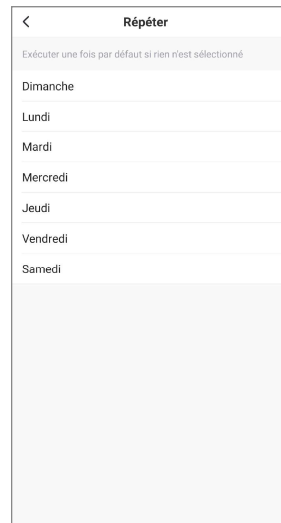 Répéter
Exécuter une fois par défaut si rien n'est sélectionné
Dimanche
Lundi
Mardi
Mercredi
Jeudi
Vendredi
Samedi